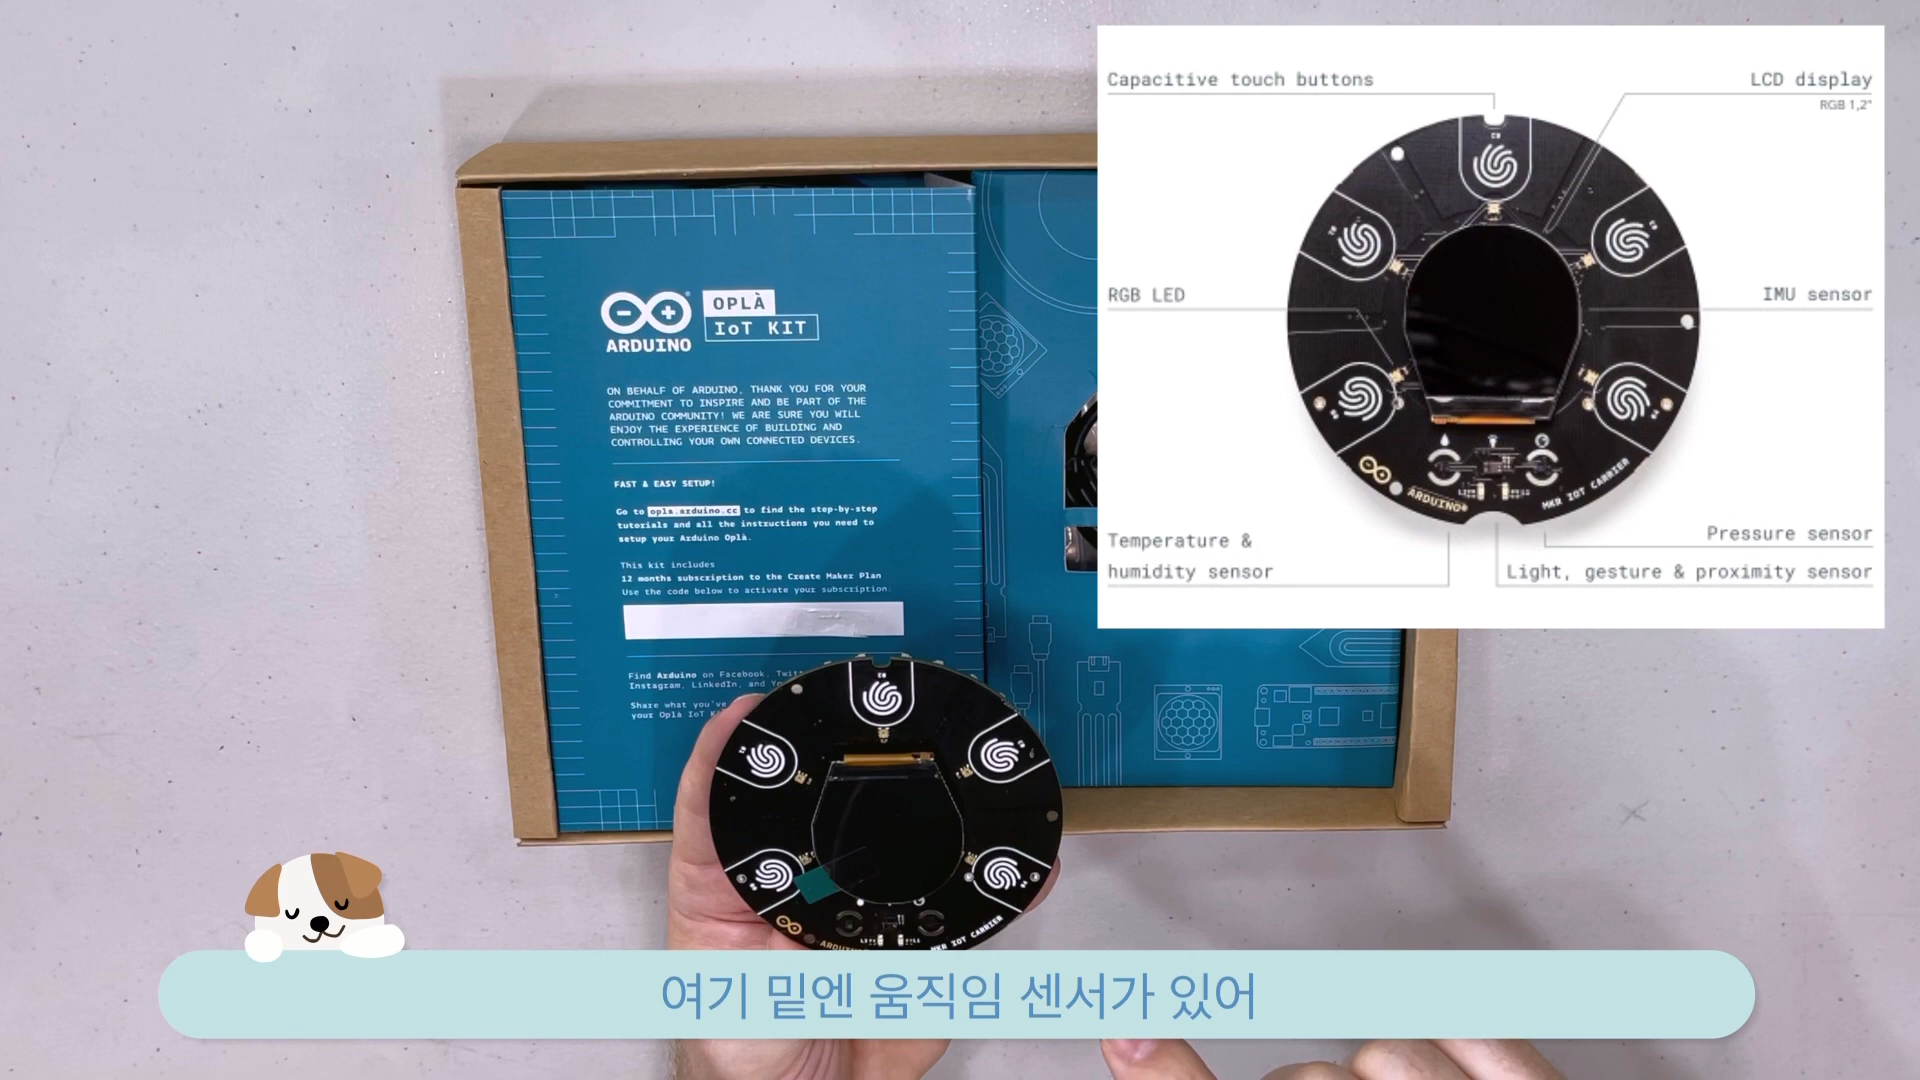 Capacitive touch buttons
LCD display
RGB 1,2"
RGB LED
IMU sensor
ARDUINO®
MKR IOT CARRIER
Temperature &
humidity sensor
Pressure sensor
Light, gesture & proximity sensor
ARDUINO
OPLÀ
IoT KIT
ON BEHALF OF ARDUINO, THANK YOU FOR YOUR
COMMITMENT TO INSPIRE AND BE PART OF THE
ARDUINO COMMUNITY! WE ARE SURE YOU WILL
ENJOY THE EXPERIENCE OF BUILDING AND
CONTROLLING YOUR OWN CONNECTED DEVICES.
FAST & EASY SETUP!
Go to opla.arduino.cc to find the step-by-step
tutorials and all the instructions you need to
setup your Arduino Oplà.
This kit includes
12 months subscription to the Create Maker Plan
Use the code below to activate your subscription:
Find Arduino on Facebook,
Instagram, LinkedIn, and
Share what you've
your Oplà IoT
MKR IOT CARRIER
여기 밑엔 움직임 센서가 있어